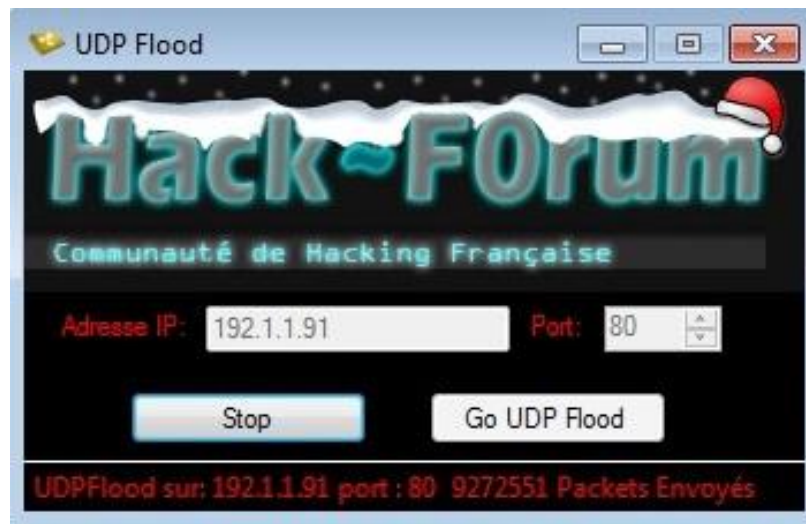 UDP Flood
Hack~F0rum
Communauté de Hacking Française
Adresse IP: 192.1.1.91 Port: 80
Stop Go UDP Flood
UDPFlood sur: 192.1.1.91 port : 80 9272551 Packets Envoyés